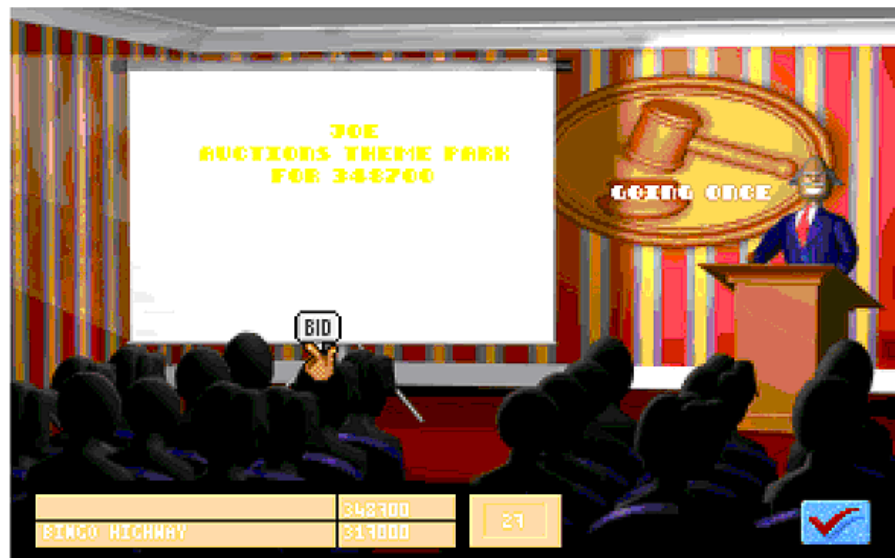 JOE
AUCTIONS THEME PARK
FOR 348700
GOING ONCE
BID
348700
BINGO HIGHWAY 317000
27